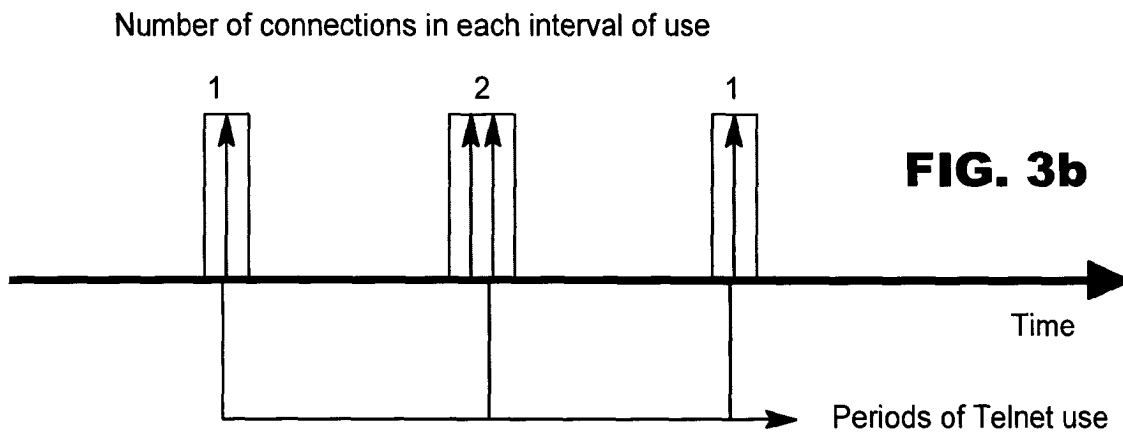 Number of connections in each interval of use
1 2 1
FIG. 3b
Time
Periods of Telnet use